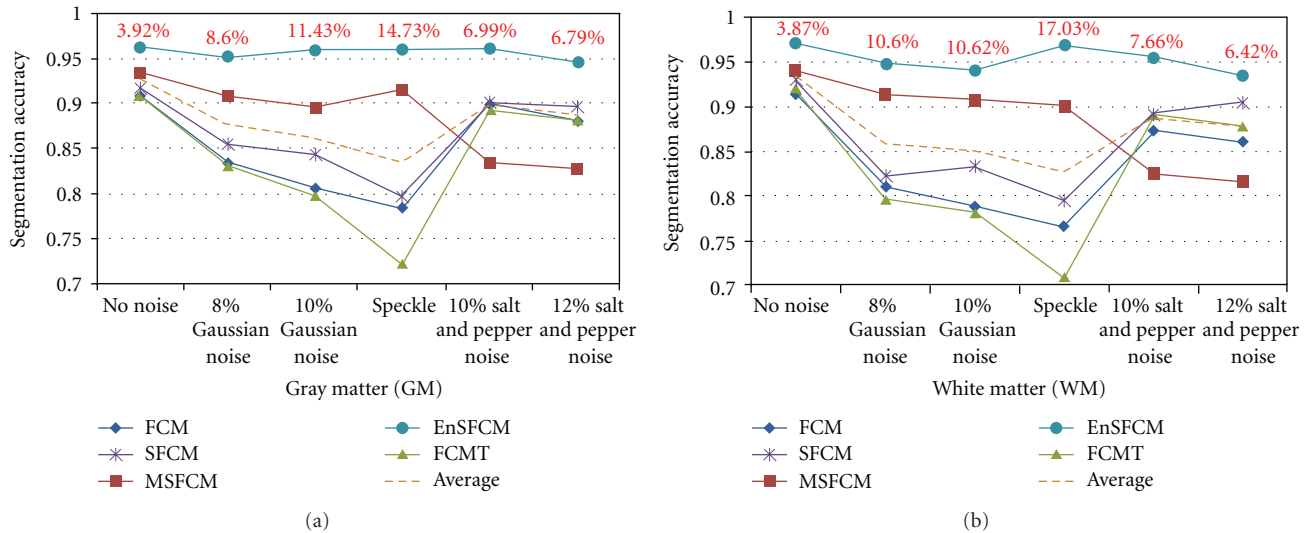 1
0.95
0.9
0.85
0.8
0.75
0.7
Segmentation accuracy
3.92%
8.6%
11.43%
14.73%
6.99%
6.79%
No noise
8%
Gaussian
noise
10%
Gaussian
noise
Speckle
10% salt
and pepper
noise
12% salt
and pepper
noise
Gray matter (GM)
FCM
SFCM
MSFCM
EnSFCM
FCMT
Average
(a)
1
0.95
0.9
0.85
0.8
0.75
0.7
Segmentation accuracy
3.87%
10.6%
10.62%
17.03%
7.66%
6.42%
No noise
8%
Gaussian
noise
10%
Gaussian
noise
Speckle
10% salt
and pepper
noise
12% salt
and pepper
noise
White matter (WM)
FCM
SFCM
MSFCM
EnSFCM
FCMT
Average
(b)